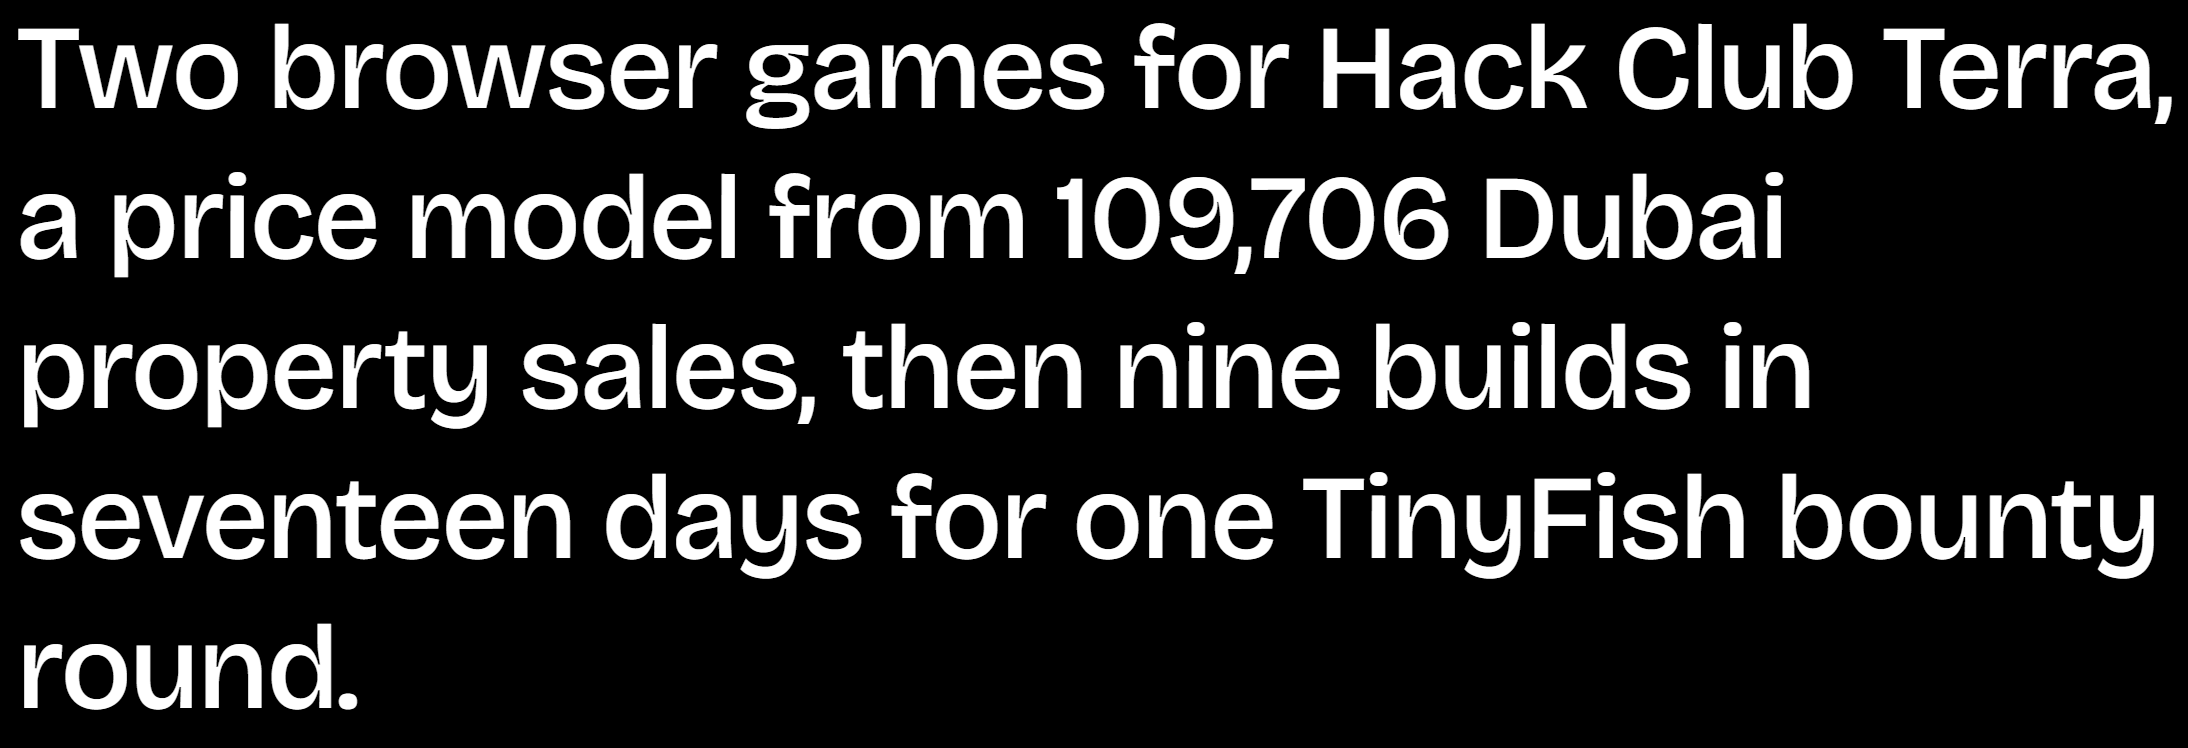 Two browser games for Hack Club Terra,
a price model from 109,706 Dubai
property sales, then nine builds in
seventeen days for one TinyFish bounty
round.